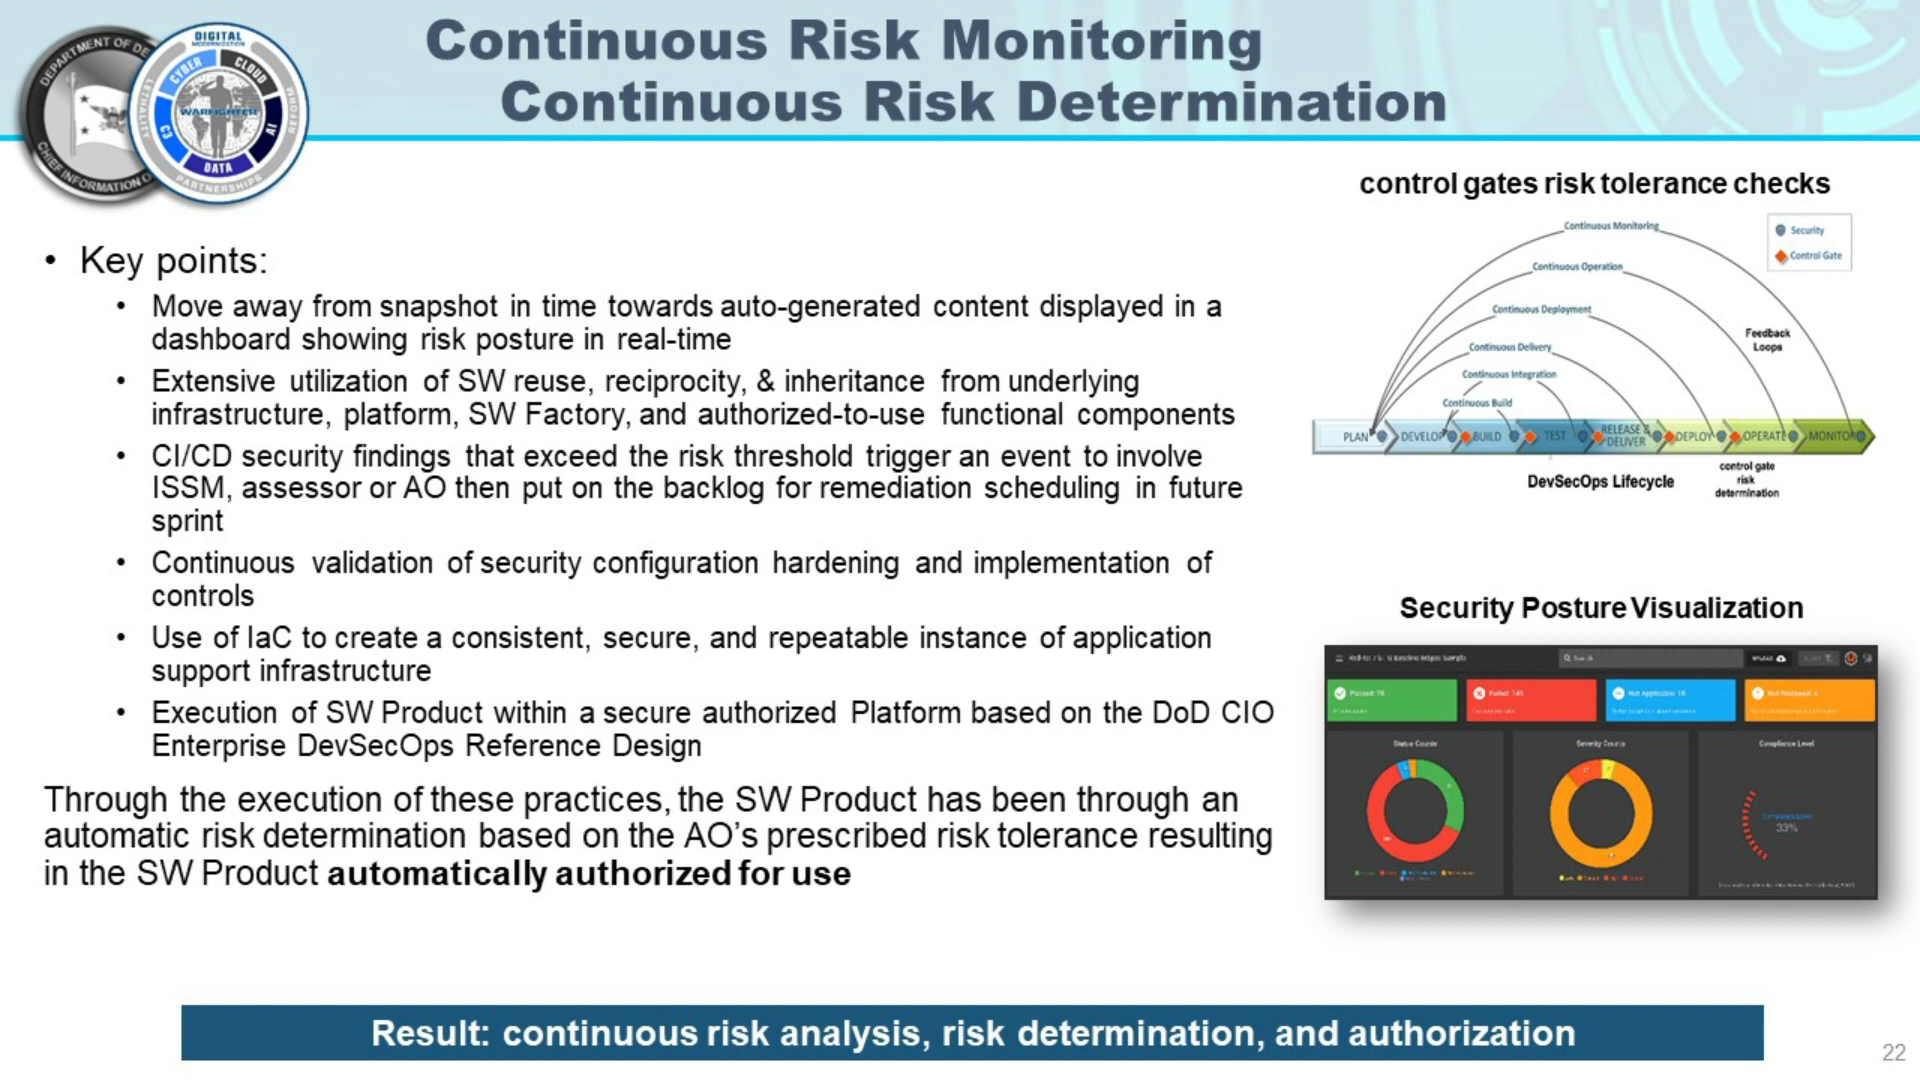 Continuous Risk Monitoring
Continuous Risk Determination
DEPARTMENT OF DE
CHIEF INFORMATION O
DIGITAL
MODERNIZATION
CYBER
CLOUD
AI
DATA
C3
WARFIGHTER
LETHALITY
REFORM
PARTNERSHIPS
• Key points:
• Move away from snapshot in time towards auto-generated content displayed in a
dashboard showing risk posture in real-time
• Extensive utilization of SW reuse, reciprocity, & inheritance from underlying
infrastructure, platform, SW Factory, and authorized-to-use functional components
• CI/CD security findings that exceed the risk threshold trigger an event to involve
ISSM, assessor or AO then put on the backlog for remediation scheduling in future
sprint
• Continuous validation of security configuration hardening and implementation of
controls
• Use of IaC to create a consistent, secure, and repeatable instance of application
support infrastructure
• Execution of SW Product within a secure authorized Platform based on the DoD CIO
Enterprise DevSecOps Reference Design
Through the execution of these practices, the SW Product has been through an
automatic risk determination based on the AO's prescribed risk tolerance resulting
in the SW Product automatically authorized for use
control gates risk tolerance checks
Security
Control Gate
Continuous Monitoring
Continuous Operation
Continuous Deployment
Continuous Delivery
Continuous Integration
Continuous Build
Feedback
Loops
PLAN
DEVELOP
BUILD
TEST
RELEASE &
DELIVER
DEPLOY
OPERATE
MONITOR
DevSecOps Lifecycle
control gate
risk
determination
Security Posture Visualization
Search
Passed: 78
Failed: 149
Status Counts
Severity Counts
Compliance Level
Compliance Level
33%
Result: continuous risk analysis, risk determination, and authorization
22